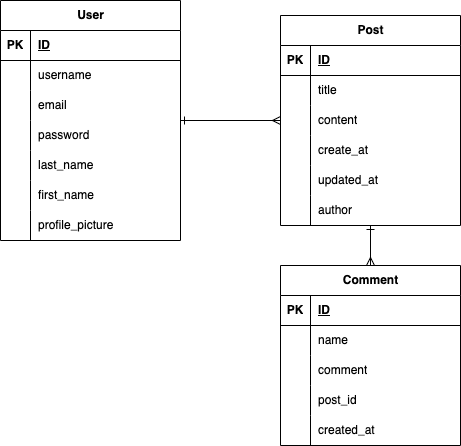 User
PK ID
username
email
password
last_name
first_name
profile_picture
Post
PK ID
title
content
create_at
updated_at
author
Comment
PK ID
name
comment
post_id
created_at